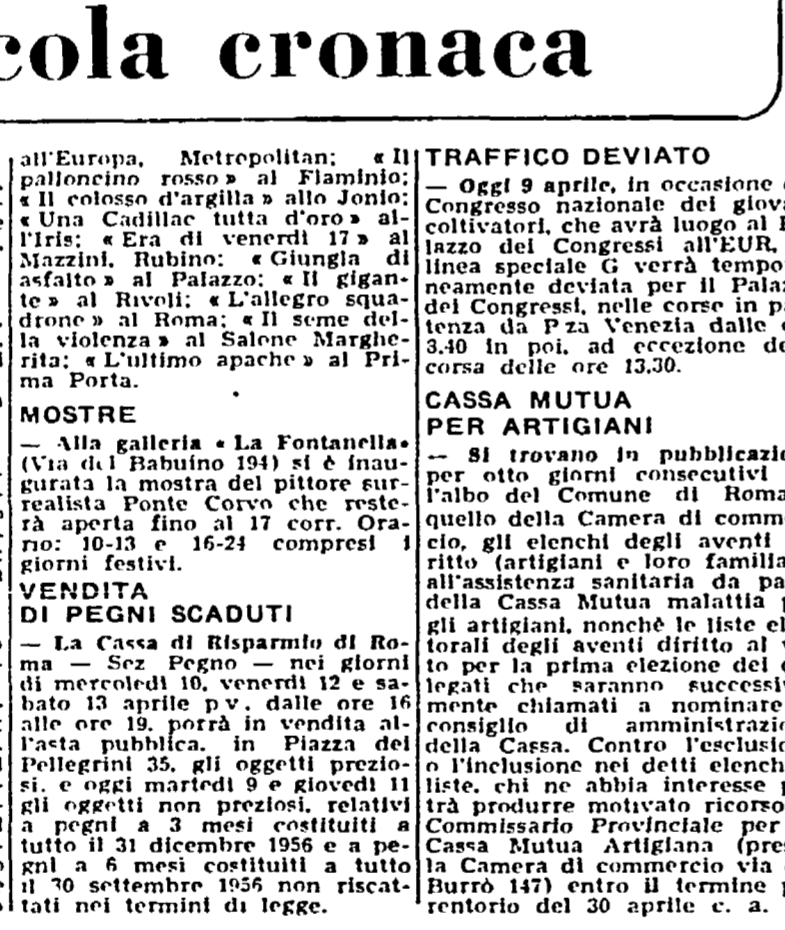 cola cronaca
all'Europa, Metropolitan; « Il
palloncino rosso » al Flaminio;
« Il colosso d'argilla » allo Jonio;
« Una Cadillac tutta d'oro » al-
l'Iris; « Era di venerdì 17 » al
Mazzini, Rubino; « Giungla di
asfalto » al Palazzo; « Il gigan-
te » al Rivoli; « L'allegro squa-
drone » al Roma; « Il seme del-
la violenza » al Salone Marghe-
rita; « L'ultimo apache » al Pri-
ma Porta.
MOSTRE
— Alla galleria « La Fontanella»
(Via del Babuino 194) si è inau-
gurata la mostra del pittore sur-
realista Ponte Corvo che reste-
rà aperta fino al 17 corr. Ora-
rio: 10-13 e 16-24 compresi i
giorni festivi.
VENDITA
DI PEGNI SCADUTI
— La Cassa di Risparmio di Ro-
ma — Sez Pegno — nei giorni
di mercoledì 10, venerdì 12 e sa-
bato 13 aprile p v. dalle ore 16
alle ore 19, porrà in vendita al-
l'asta pubblica, in Piazza dei
Pellegrini 35, gli oggetti prezio-
si, e oggi martedì 9 e giovedì 11
gli oggetti non preziosi, relativi
a pegni a 3 mesi costituiti a
tutto il 31 dicembre 1956 e a pe-
gni a 6 mesi costituiti a tutto
il 30 settembre 1956 non riscat-
tati nei termini di legge.
TRAFFICO DEVIATO
— Oggi 9 aprile, in occasione
Congresso nazionale dei giova
coltivatori, che avrà luogo al P
lazzo dei Congressi all'EUR,
linea speciale G verrà tempo
neamente deviata per il Pala
dei Congressi, nelle corse in pa
tenza da P za Venezia dalle
3.40 in poi, ad eccezione de
corsa delle ore 13,30.
CASSA MUTUA
PER ARTIGIANI
— Si trovano in pubblicazio
per otto giorni consecutivi
l'albo del Comune di Roma
quello della Camera di comm
cio, gli elenchi degli aventi
ritto (artigiani e loro familia
all'assistenza sanitaria da pa
della Cassa Mutua malattia p
gli artigiani, nonchè le liste el
torali degli aventi diritto al v
to per la prima elezione dei
legati che saranno successiv
mente chiamati a nominare
consiglio di amministrazio
della Cassa. Contro l'esclusio
o l'inclusione nei detti elench
liste, chi ne abbia interesse p
trà produrre motivato ricorso
Commissario Provinciale per
Cassa Mutua Artigiana (pres
la Camera di commercio via
Burrò 147) entro il termine p
rentorio del 30 aprile c. a.